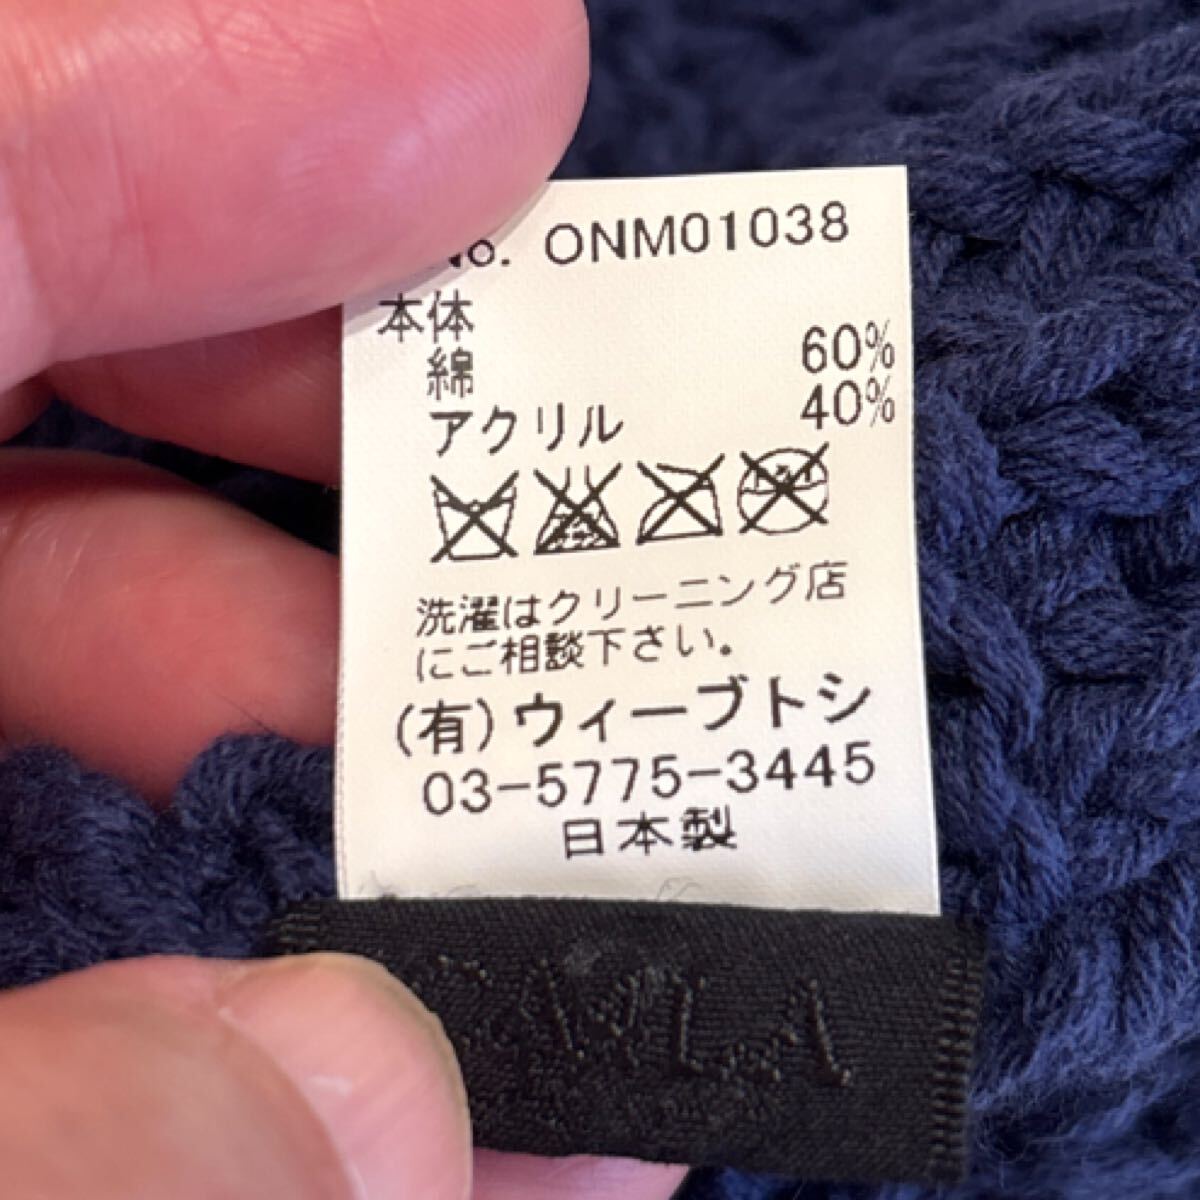 No. ONM01038
本体
綿 60%
アクリル 40%
洗濯はクリーニング店
にご相談下さい。
(有)ウィーブトシ
03-5775-3445
日本製